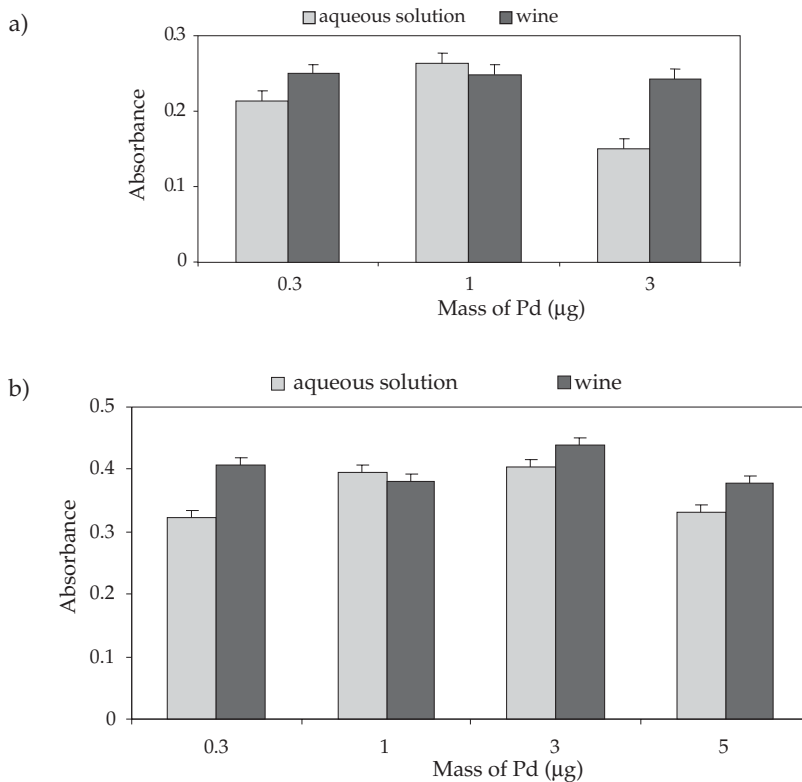 a)
aqueous solution wine
0.3
0.2
0.1
0
Absorbance
0.3 1 3
Mass of Pd (µg)
b)
aqueous solution wine
0.5
0.4
0.3
0.2
0.1
0
Absorbance
0.3 1 3 5
Mass of Pd (µg)